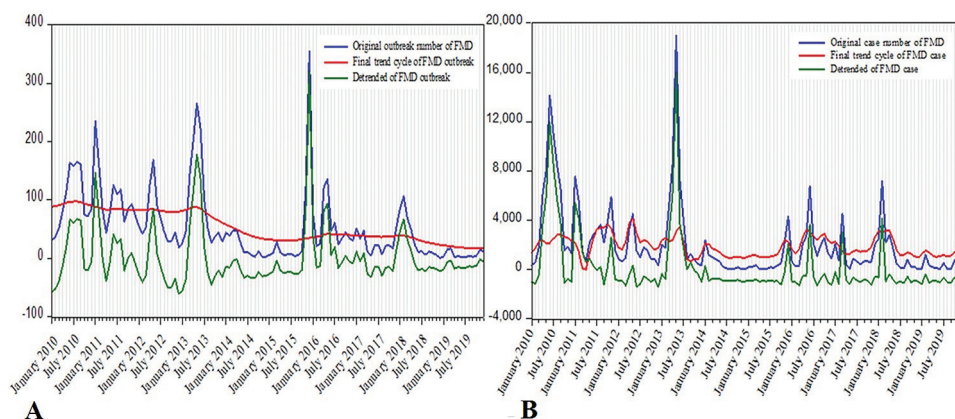 400
300
200
100
0
-100
Original outbreak number of FMD
Final trend cycle of FMD outbreak
Detrended of FMD outbreak
January 2010
July 2010
January 2011
July 2011
January 2012
July 2012
January 2013
July 2013
January 2014
July 2014
January 2015
July 2015
January 2016
July 2016
January 2017
July 2017
January 2018
July 2018
January 2019
July 2019
A
20,000
16,000
12,000
8,000
4,000
0
-4,000
Original case number of FMD
Final trend cycle of FMD case
Detrended of FMD case
January 2010
July 2010
January 2011
July 2011
January 2012
July 2012
January 2013
July 2013
January 2014
July 2014
January 2015
July 2015
January 2016
July 2016
January 2017
July 2017
January 2018
July 2018
January 2019
July 2019
B